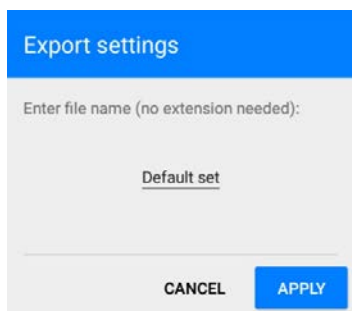 Export settings
Enter file name (no extension needed):
Default set
CANCEL APPLY